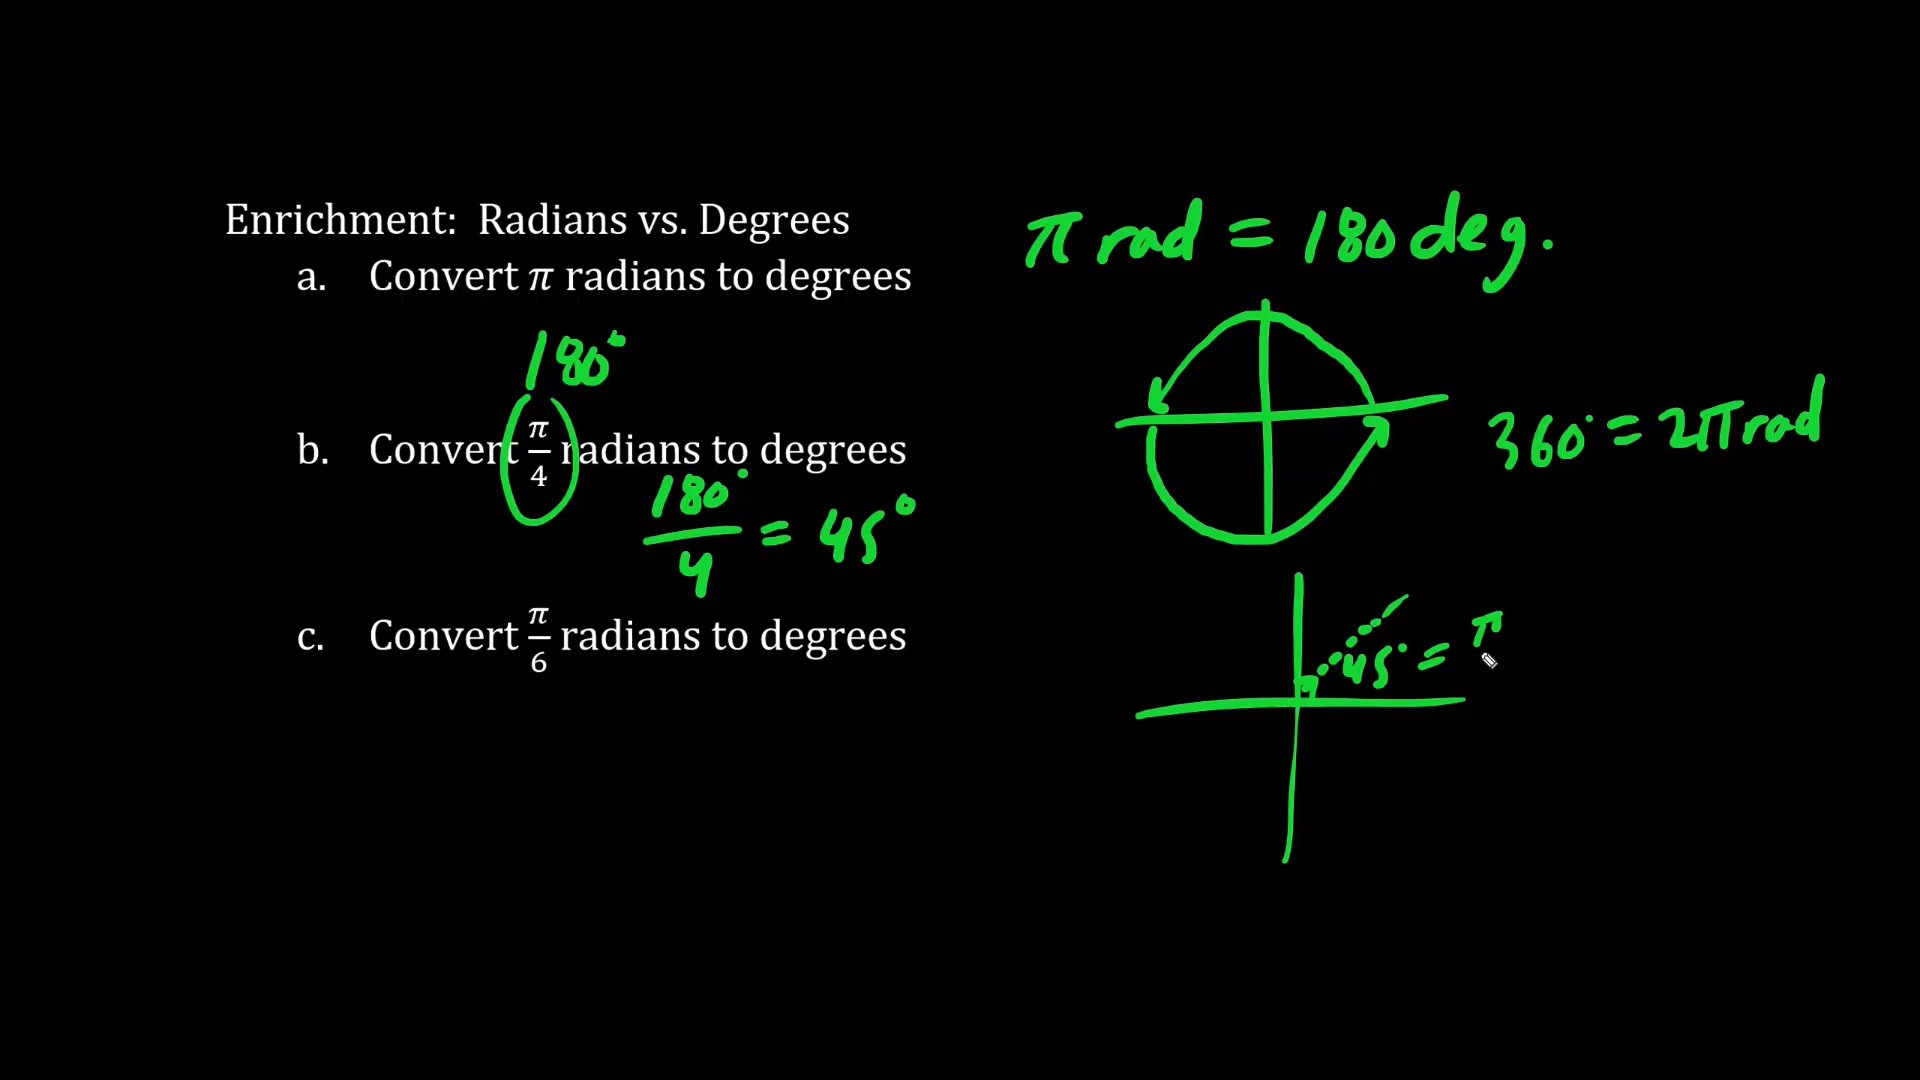 Enrichment: Radians vs. Degrees
a. Convert π radians to degrees
180°
b. Convert π/4 radians to degrees
180°/4 = 45°
c. Convert π/6 radians to degrees
π rad = 180 deg.
360° = 2π rad
45° = π